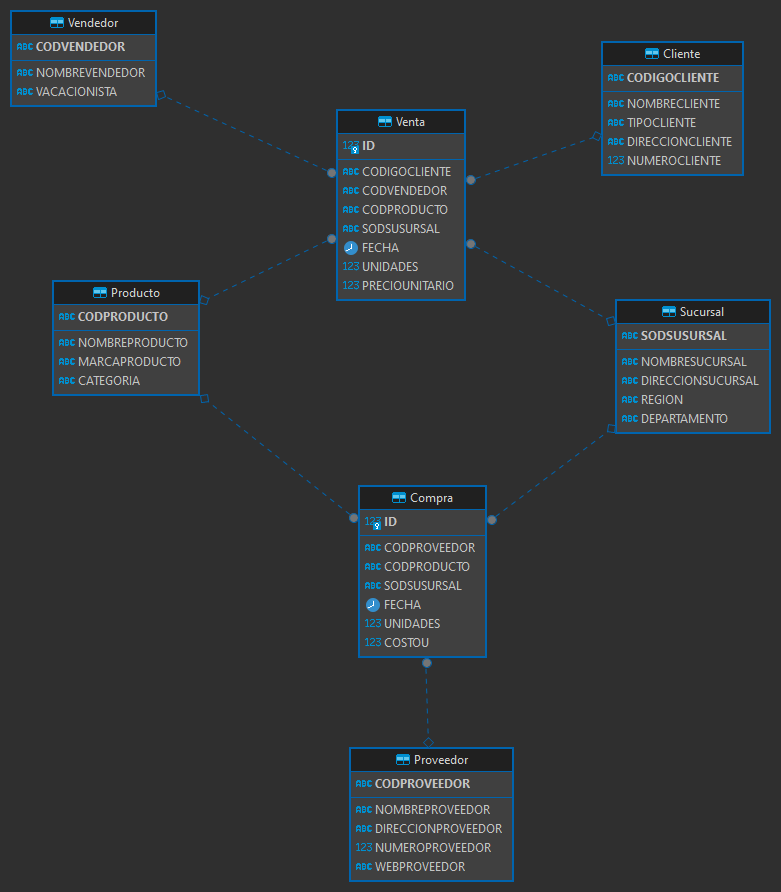 Vendedor
ABC CODVENDEDOR
ABC NOMBREVENDEDOR
ABC VACACIONISTA
Cliente
ABC CODIGOCLIENTE
ABC NOMBRECLIENTE
ABC TIPOCLIENTE
ABC DIRECCIONCLIENTE
123 NUMEROCLIENTE
Venta
123 ID
ABC CODIGOCLIENTE
ABC CODVENDEDOR
ABC CODPRODUCTO
ABC SODSUSURSAL
FECHA
123 UNIDADES
123 PRECIOUNITARIO
Producto
ABC CODPRODUCTO
ABC NOMBREPRODUCTO
ABC MARCAPRODUCTO
ABC CATEGORIA
Sucursal
ABC SODSUSURSAL
ABC NOMBRESUCURSAL
ABC DIRECCIONSUCURSAL
ABC REGION
ABC DEPARTAMENTO
Compra
123 ID
ABC CODPROVEEDOR
ABC CODPRODUCTO
ABC SODSUSURSAL
FECHA
123 UNIDADES
123 COSTOU
Proveedor
ABC CODPROVEEDOR
ABC NOMBREPROVEEDOR
ABC DIRECCIONPROVEEDOR
123 NUMEROPROVEEDOR
ABC WEBPROVEEDOR